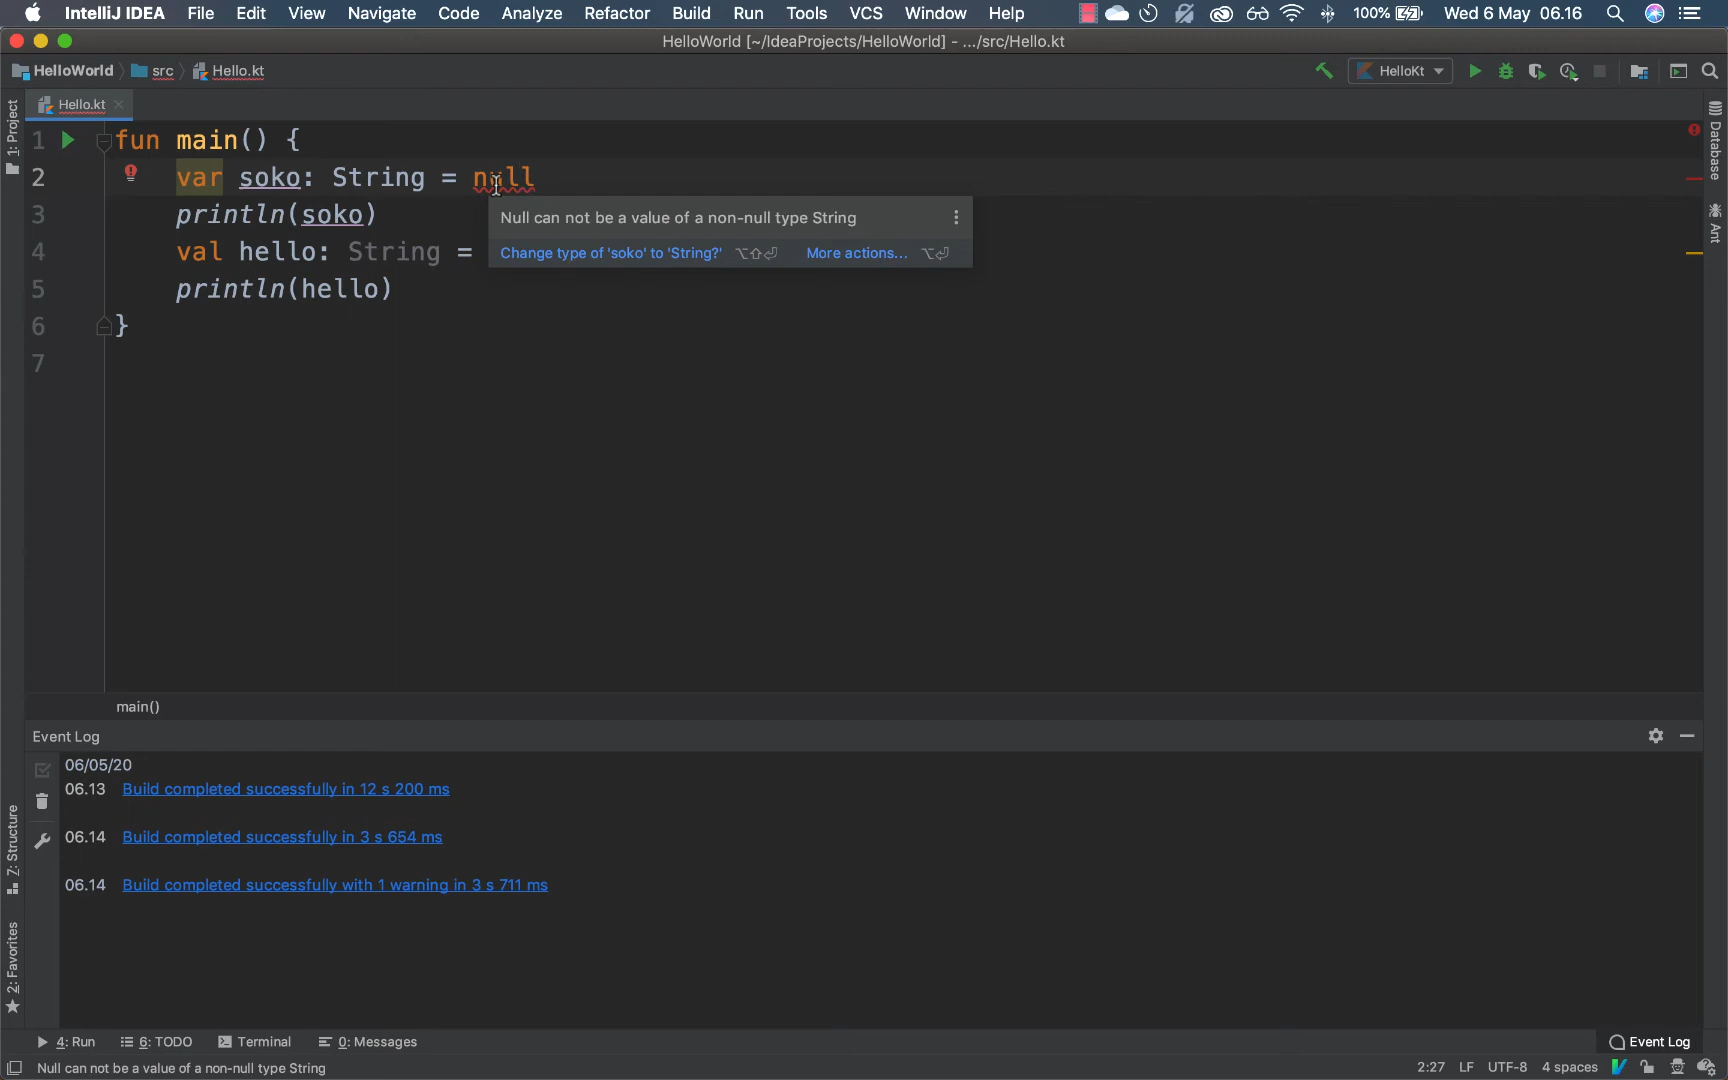 IntelliJ IDEA File Edit View Navigate Code Analyze Refactor Build Run Tools VCS Window Help 100% Wed 6 May 06.16
HelloWorld [~/IdeaProjects/HelloWorld] - .../src/Hello.kt
HelloWorld src Hello.kt HelloKt
Hello.kt
1: Project
Database
Ant
1 fun main() {
2 var soko: String = null
3 println(soko)
4 val hello: String =
5 println(hello)
6 }
7
Null can not be a value of a non-null type String
Change type of 'soko' to 'String?' ⌥⇧⏎ More actions... ⌥⏎
main()
Event Log
06/05/20
06.13 Build completed successfully in 12 s 200 ms
06.14 Build completed successfully in 3 s 654 ms
06.14 Build completed successfully with 1 warning in 3 s 711 ms
Z: Structure
2: Favorites
4: Run 6: TODO Terminal 0: Messages Event Log
Null can not be a value of a non-null type String 2:27 LF UTF-8 4 spaces